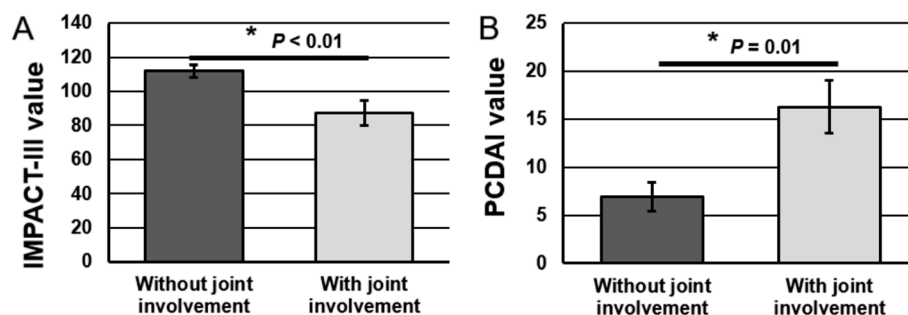 A
IMPACT-III value
140
120
100
80
60
40
20
0
* P < 0.01
Without joint involvement
With joint involvement
B
PCDAI value
25
20
15
10
5
0
* P = 0.01
Without joint
involvement
With joint
involvement